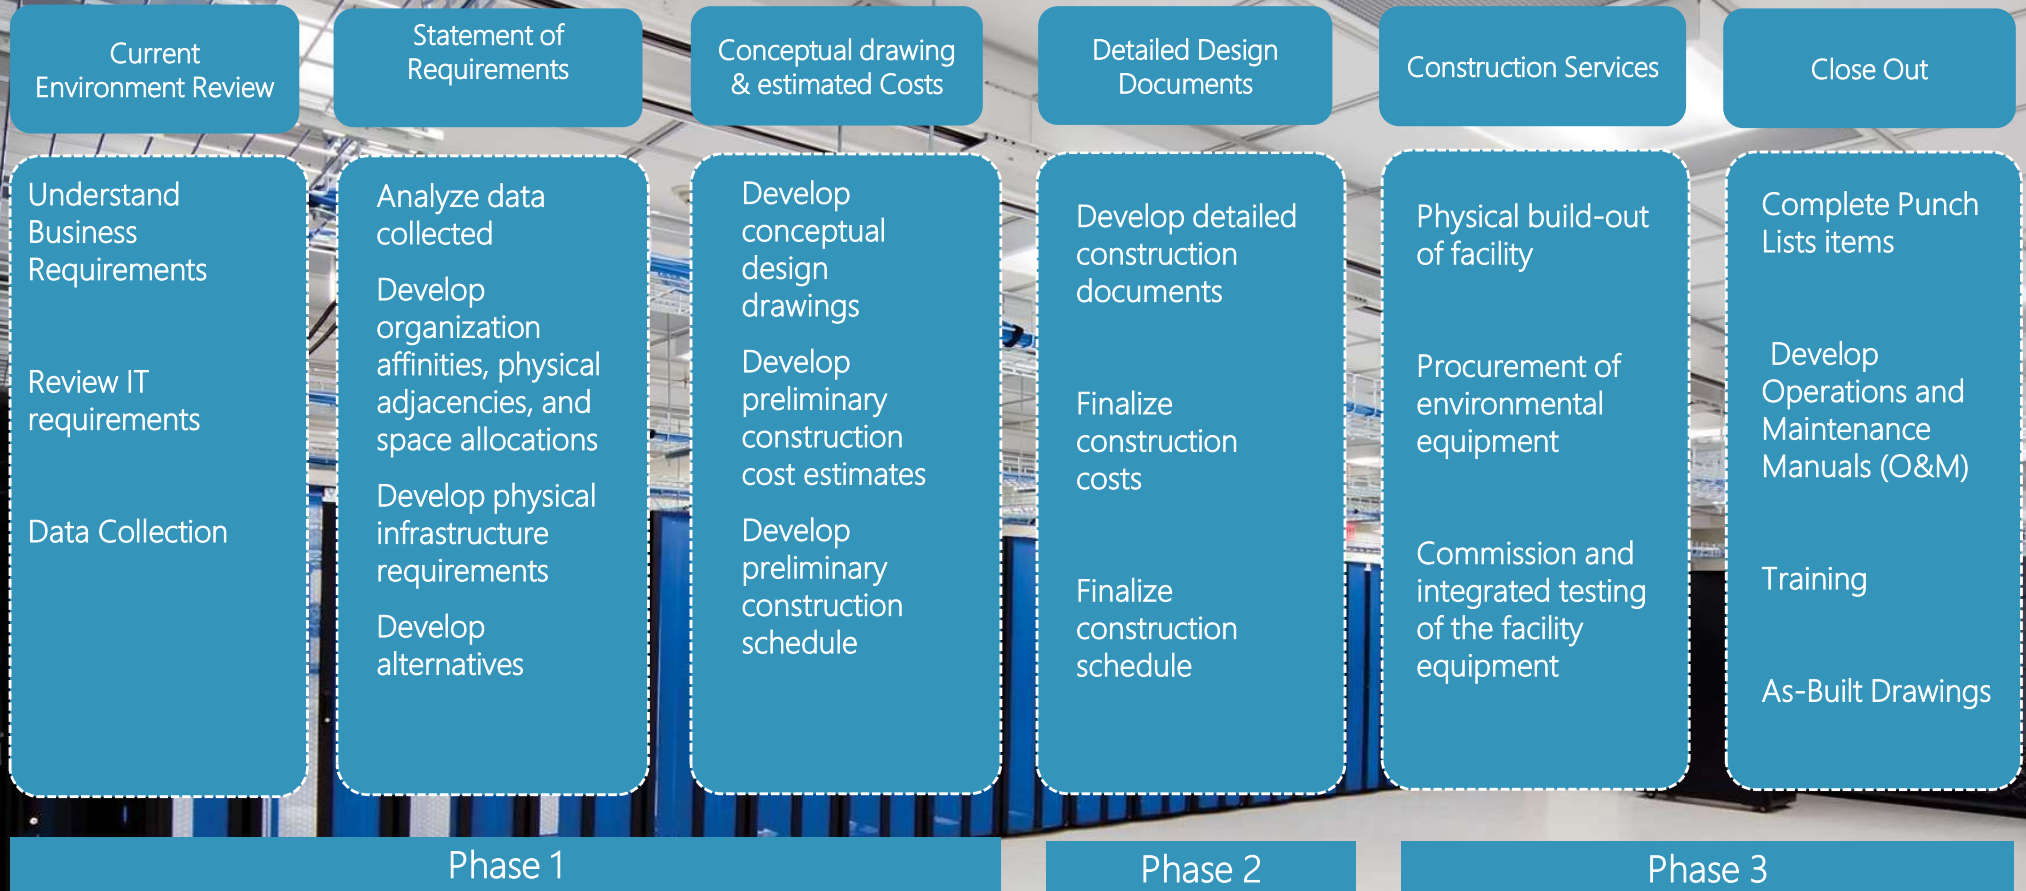 Current
Environment Review
Statement of
Requirements
Conceptual drawing
& estimated Costs
Detailed Design
Documents
Construction Services
Close Out
Understand
Business
Requirements
Review IT
requirements
Data Collection
Analyze data
collected
Develop
organization
affinities, physical
adjacencies, and
space allocations
Develop physical
infrastructure
requirements
Develop
alternatives
Develop
conceptual
design
drawings
Develop
preliminary
construction
cost estimates
Develop
preliminary
construction
schedule
Develop detailed
construction
documents
Finalize
construction
costs
Finalize
construction
schedule
Physical build-out
of facility
Procurement of
environmental
equipment
Commission and
integrated testing
of the facility
equipment
Complete Punch
Lists items
Develop
Operations and
Maintenance
Manuals (O&M)
Training
As-Built Drawings
Phase 1
Phase 2
Phase 3